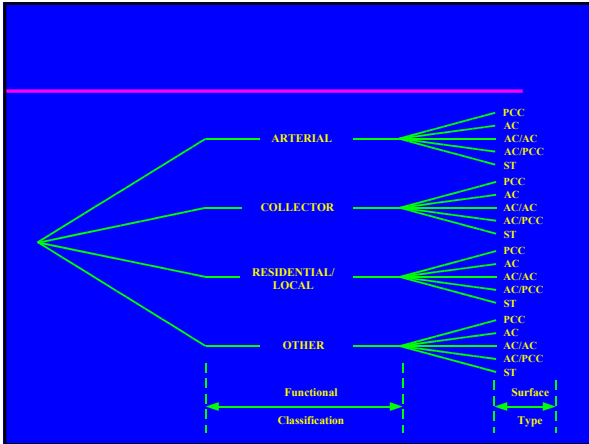 ARTERIAL
PCC
AC
AC/AC
AC/PCC
ST
COLLECTOR
PCC
AC
AC/AC
AC/PCC
ST
RESIDENTIAL/
LOCAL
PCC
AC
AC/AC
AC/PCC
ST
OTHER
PCC
AC
AC/AC
AC/PCC
ST
Functional
Classification
Surface
Type